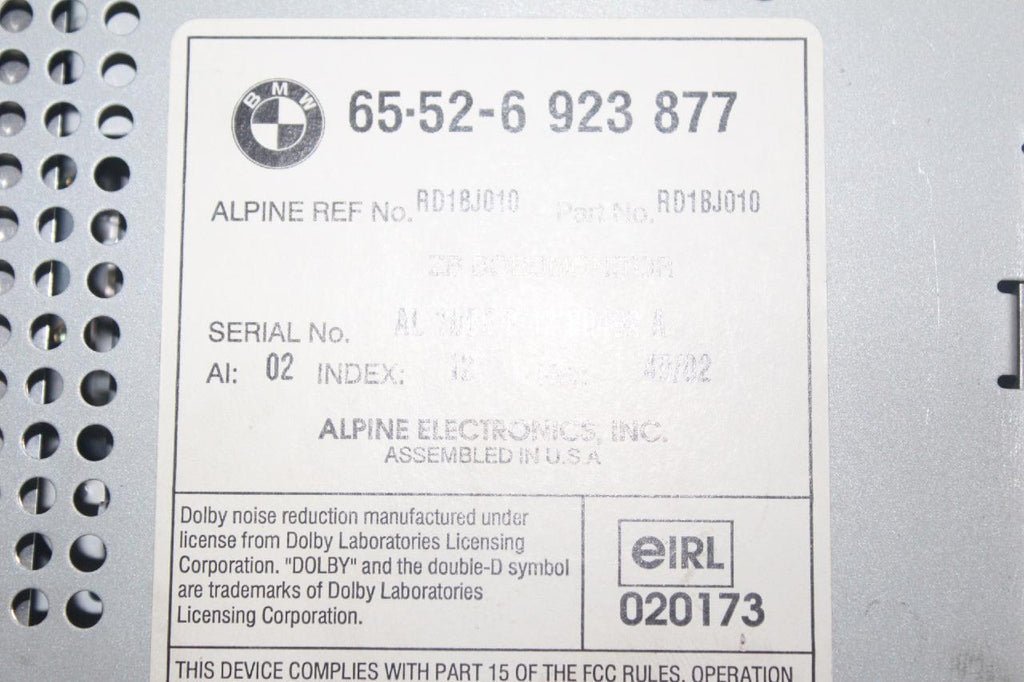 BMW
65·52-6 923 877
ALPINE REF No. RD18J010 Part No. RD18J010
SERIAL No.
AI: 02 INDEX: 12
ALPINE ELECTRONICS, INC.
ASSEMBLED IN U.S.A
Dolby noise reduction manufactured under
license from Dolby Laboratories Licensing
Corporation. "DOLBY" and the double-D symbol
are trademarks of Dolby Laboratories
Licensing Corporation.
eIRL
020173
THIS DEVICE COMPLIES WITH PART 15 OF THE FCC RULES. OPERATION